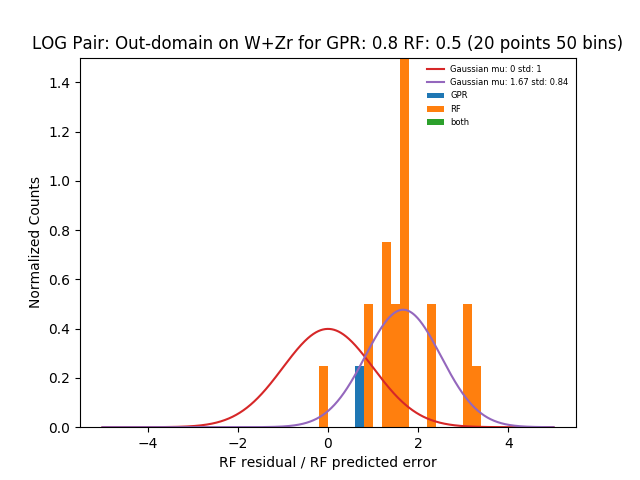 LOG Pair: Out-domain on W+Zr for GPR: 0.8 RF: 0.5 (20 points 50 bins)
Gaussian mu: 0 std: 1
Gaussian mu: 1.67 std: 0.84
GPR
RF
both
Normalized Counts
1.4
1.2
1.0
0.8
0.6
0.4
0.2
0.0
−4 −2 0 2 4
RF residual / RF predicted error